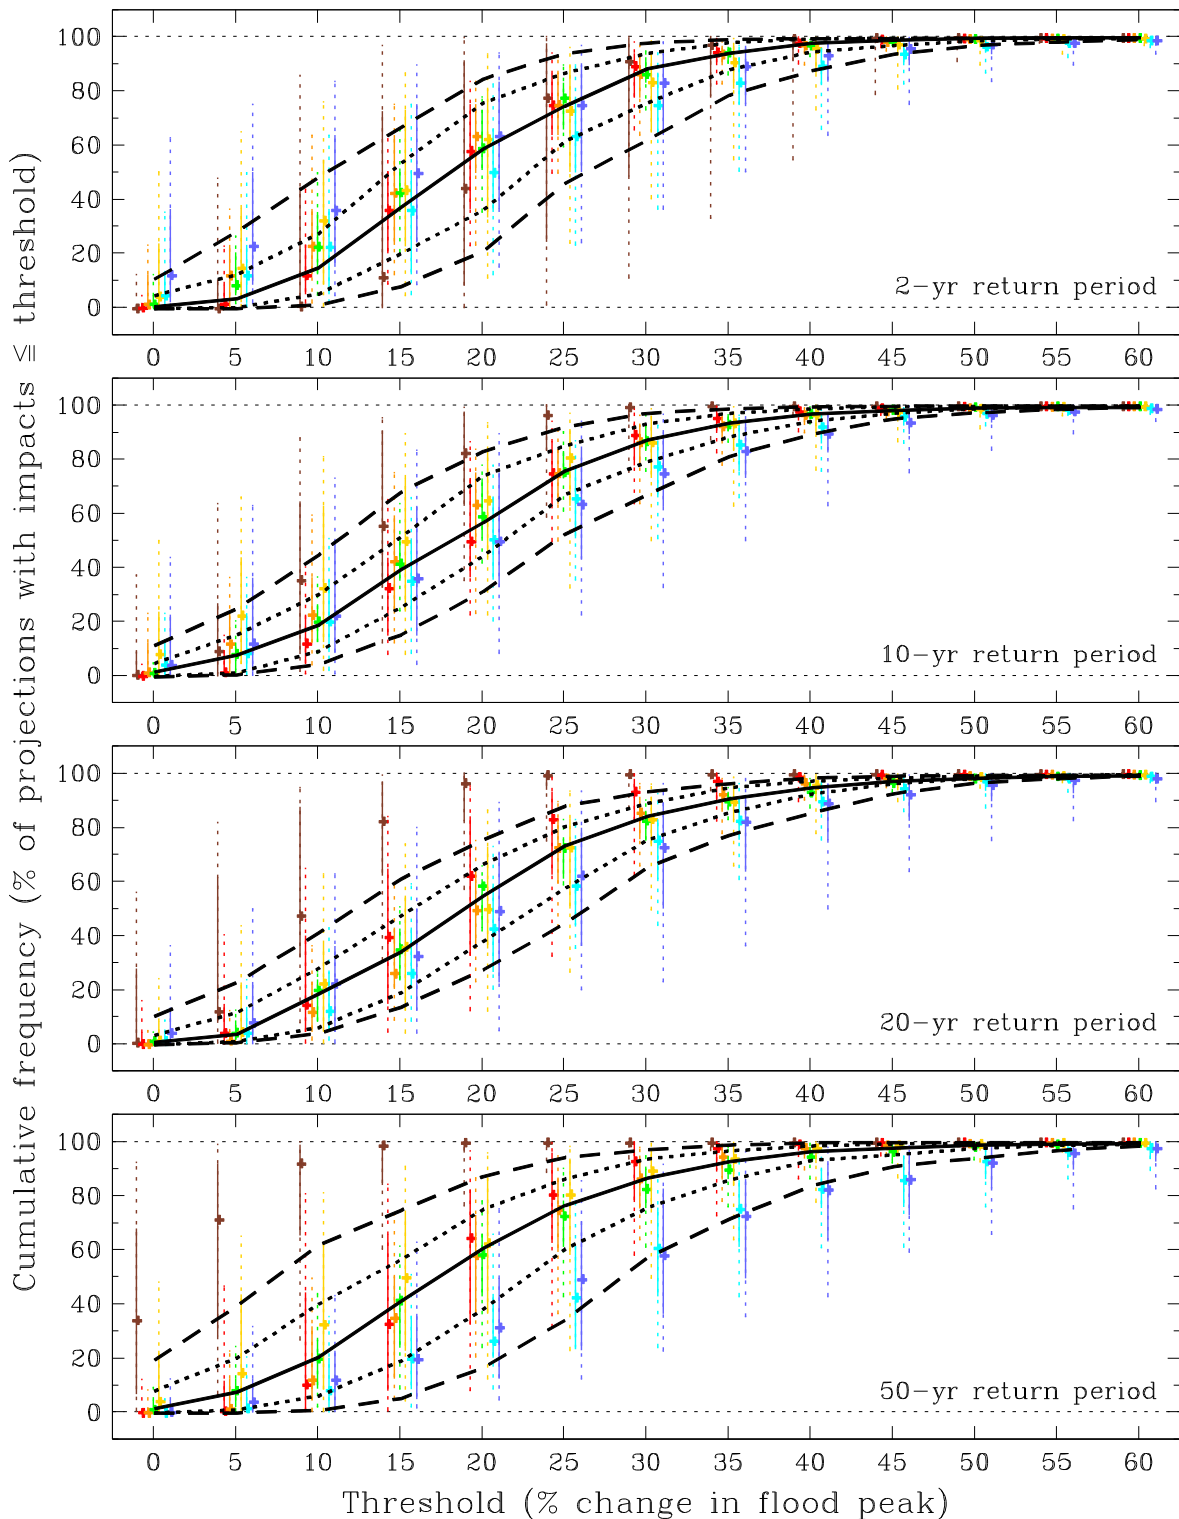 Cumulative frequency (% of projections with impacts ≦ threshold)
100
80
60
40
20
0
2-yr return period
0 5 10 15 20 25 30 35 40 45 50 55 60
100
80
60
40
20
0
10-yr return period
0 5 10 15 20 25 30 35 40 45 50 55 60
100
80
60
40
20
0
20-yr return period
0 5 10 15 20 25 30 35 40 45 50 55 60
100
80
60
40
20
0
50-yr return period
0 5 10 15 20 25 30 35 40 45 50 55 60
Threshold (% change in flood peak)